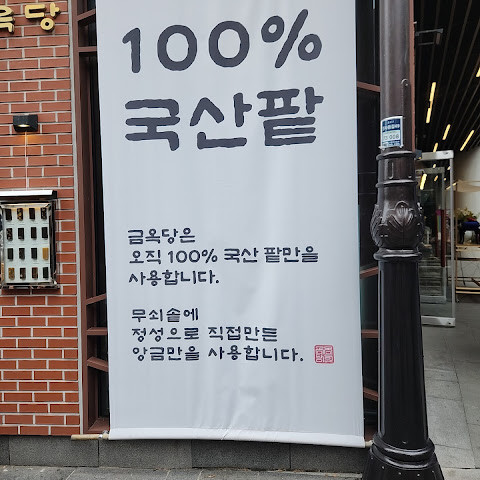 옥당
100%
국산팥
금옥당은
오직 100% 국산 팥만을
사용합니다.
무쇠솥에
정성으로 직접만든
앙금만을 사용합니다.